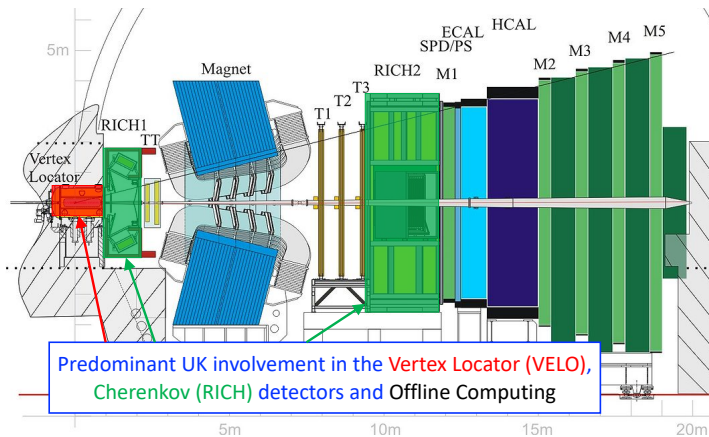 5m
Magnet
ECAL
SPD/PS
HCAL
M1
M2
M3
M4
M5
RICH2
T1
T2
T3
RICH1
TT
Vertex
Locator
Predominant UK involvement in the Vertex Locator (VELO),
Cherenkov (RICH) detectors and Offline Computing
0
5m
10m
15m
20m